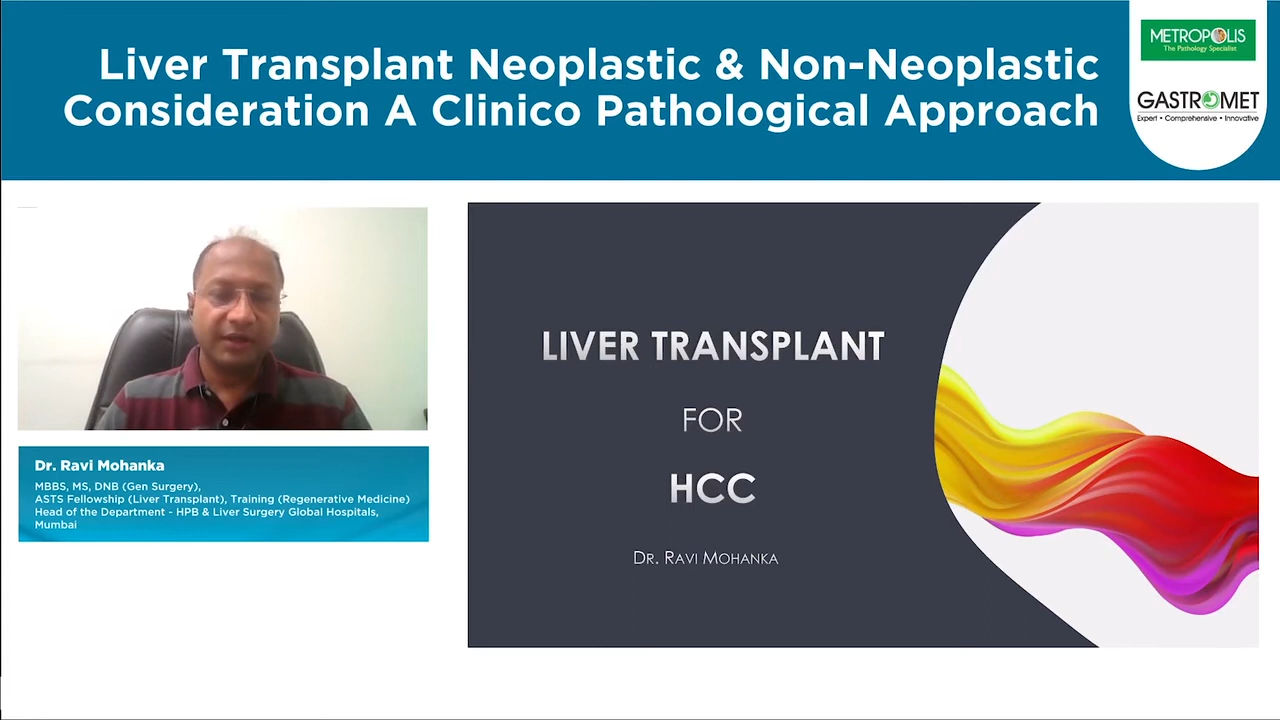 Liver Transplant Neoplastic & Non-Neoplastic
Consideration A Clinico Pathological Approach
METROPOLIS
The Pathology Specialist
GASTROMET
Expert • Comprehensive • Innovative
LIVER TRANSPLANT
FOR
HCC
DR. RAVI MOHANKA
Dr. Ravi Mohanka
MBBS, MS, DNB (Gen Surgery),
ASTS Fellowship (Liver Transplant), Training (Regenerative Medicine)
Head of the Department - HPB & Liver Surgery Global Hospitals,
Mumbai